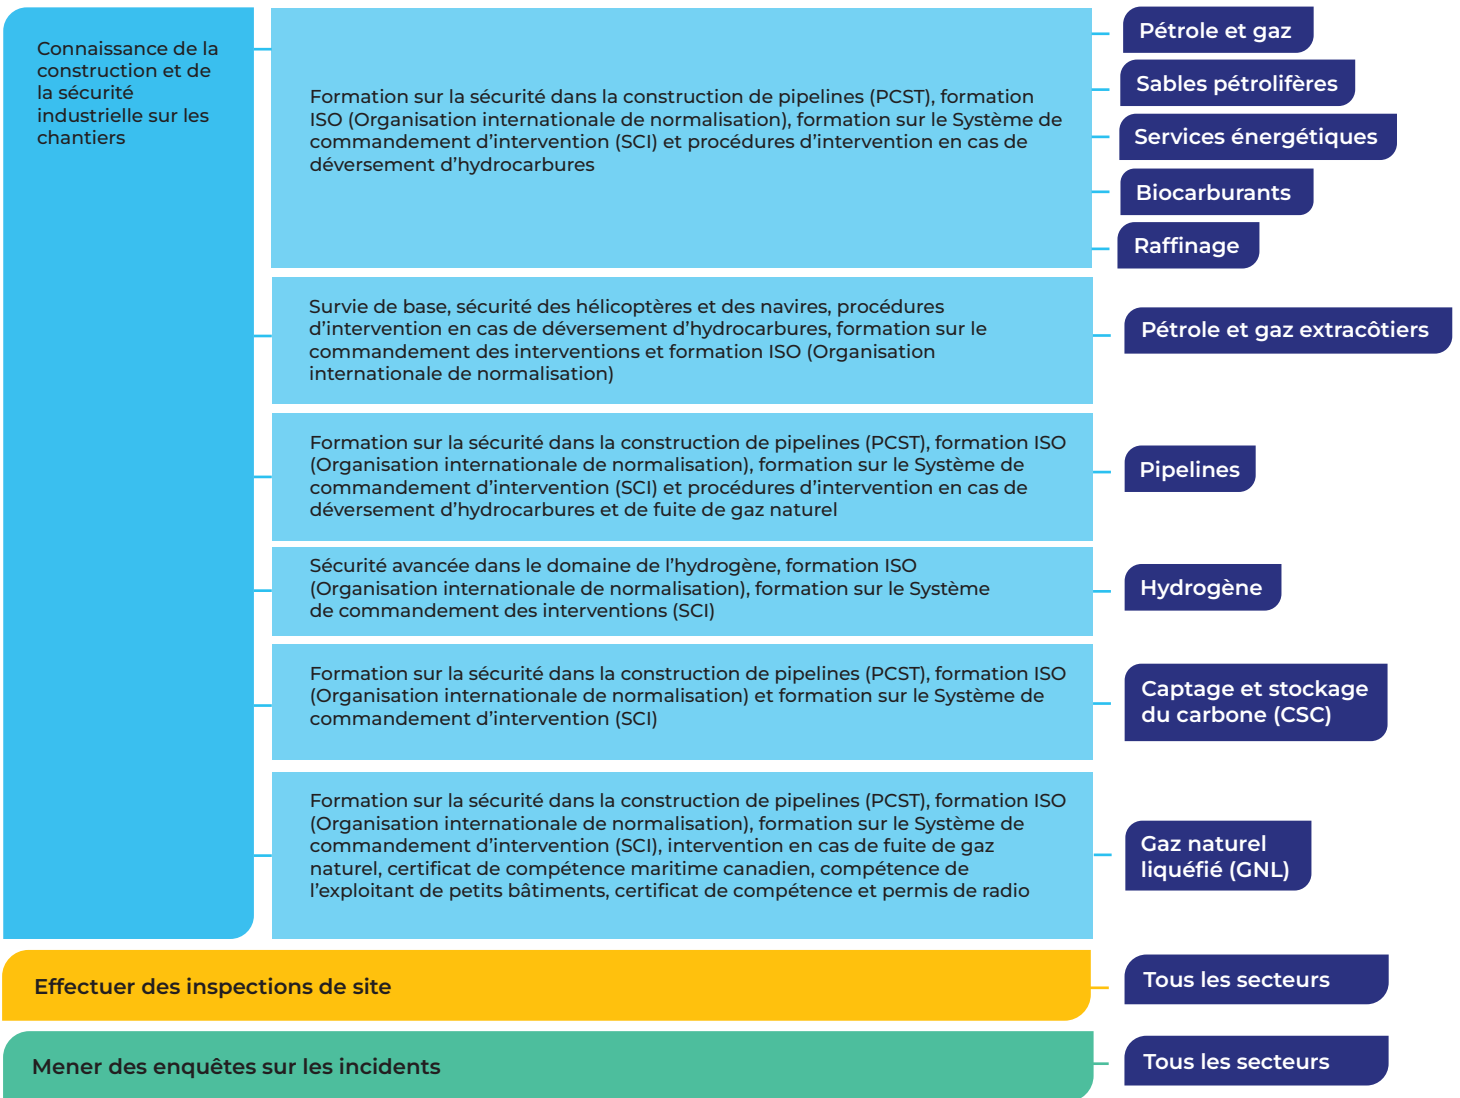 Connaissance de la
construction et de
la sécurité
industrielle sur les
chantiers
Formation sur la sécurité dans la construction de pipelines (PCST), formation
ISO (Organisation internationale de normalisation), formation sur le Système de
commandement d’intervention (SCI) et procédures d’intervention en cas de
déversement d’hydrocarbures
Pétrole et gaz
Sables pétrolifères
Services énergétiques
Biocarburants
Raffinage
Survie de base, sécurité des hélicoptères et des navires, procédures
d’intervention en cas de déversement d’hydrocarbures, formation sur le
commandement des interventions et formation ISO (Organisation
internationale de normalisation)
Pétrole et gaz extracôtiers
Formation sur la sécurité dans la construction de pipelines (PCST), formation ISO
(Organisation internationale de normalisation), formation sur le Système de
commandement d’intervention (SCI) et procédures d’intervention en cas de
déversement d’hydrocarbures et de fuite de gaz naturel
Pipelines
Sécurité avancée dans le domaine de l’hydrogène, formation ISO
(Organisation internationale de normalisation), formation sur le Système
de commandement des interventions (SCI)
Hydrogène
Formation sur la sécurité dans la construction de pipelines (PCST), formation ISO
(Organisation internationale de normalisation) et formation sur le Système de
commandement d’intervention (SCI)
Captage et stockage
du carbone (CSC)
Formation sur la sécurité dans la construction de pipelines (PCST), formation ISO
(Organisation internationale de normalisation), formation sur le Système de
commandement d’intervention (SCI), intervention en cas de fuite de gaz
naturel, certificat de compétence maritime canadien, compétence de
l’exploitant de petits bâtiments, certificat de compétence et permis de radio
Gaz naturel
liquéfié (GNL)
Effectuer des inspections de site
Tous les secteurs
Mener des enquêtes sur les incidents
Tous les secteurs